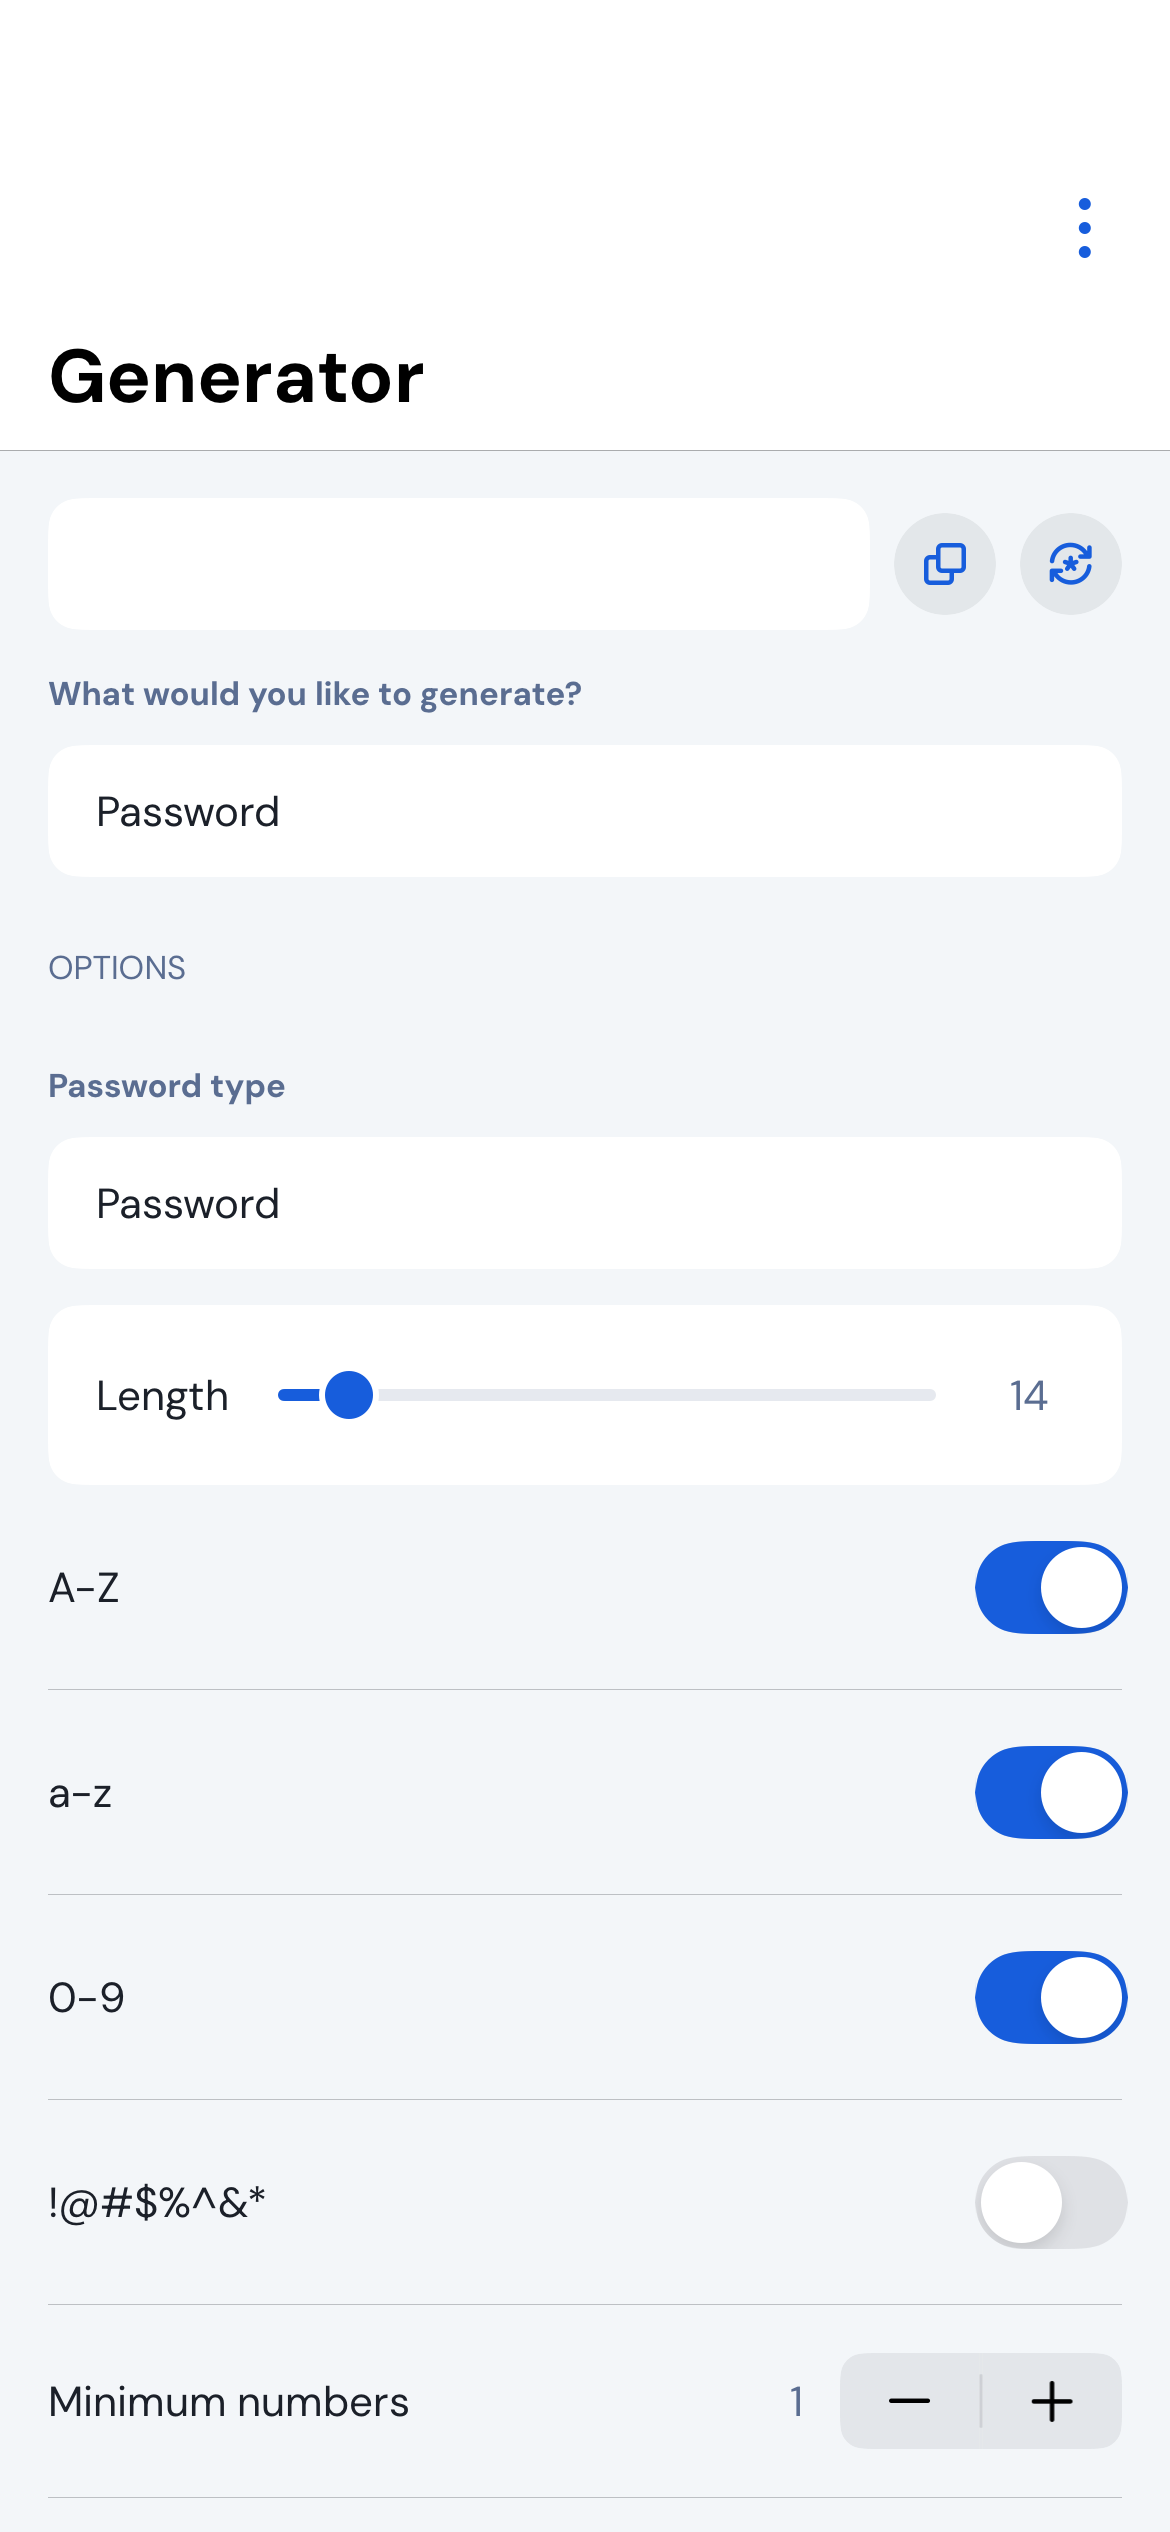 Generator
What would you like to generate?
Password
OPTIONS
Password type
Password
Length 14
A-Z
a-z
0-9
!@#$%^&*
Minimum numbers 1